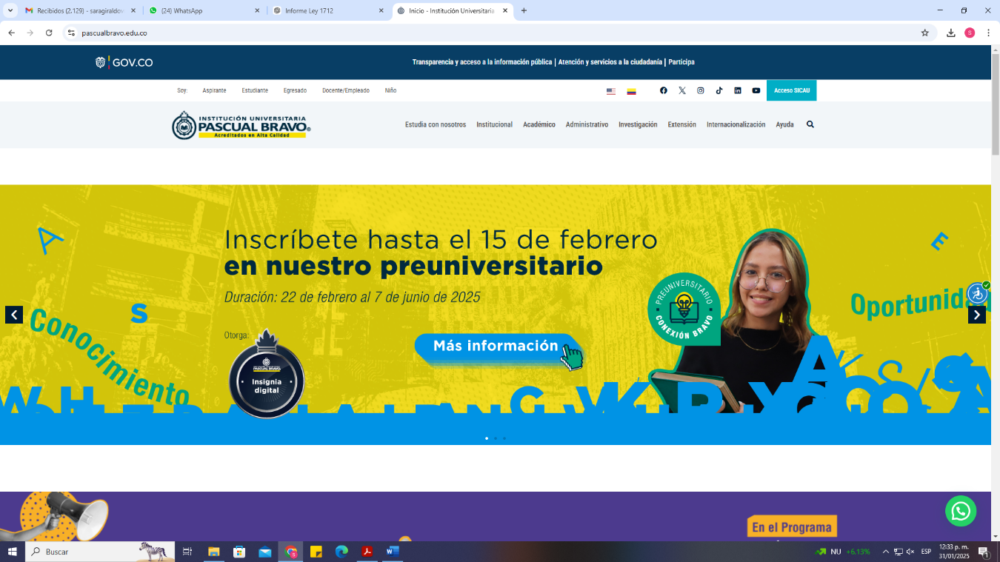 Recibidos (2.129) - saragiraldov
(24) WhatsApp
Informe Ley 1712
Inicio - Institución Universitaria
pascualbravo.edu.co
S
GOV.CO
Transparencia y acceso a la información pública | Atención y servicios a la ciudadanía | Participa
Soy: Aspirante Estudiante Egresado Docente/Empleado Niño
Acceso SICAU
INSTITUCIÓN UNIVERSITARIA
PASCUAL BRAVO®
Acreditados en Alta Calidad
Estudia con nosotros Institucional Académico Administrativo Investigación Extensión Internacionalización Ayuda
Inscríbete hasta el 15 de febrero
en nuestro preuniversitario
Duración: 22 de febrero al 7 de junio de 2025
Otorga:
PASCUAL BRAVO
Insignia
digital
Más información
PREUNIVERSITARIO
CONEXIÓN BRAVO
Conocimiento
A
S
E
En el Programa
Buscar
NU +6.13%
ESP
12:33 p. m.
31/01/2025
1